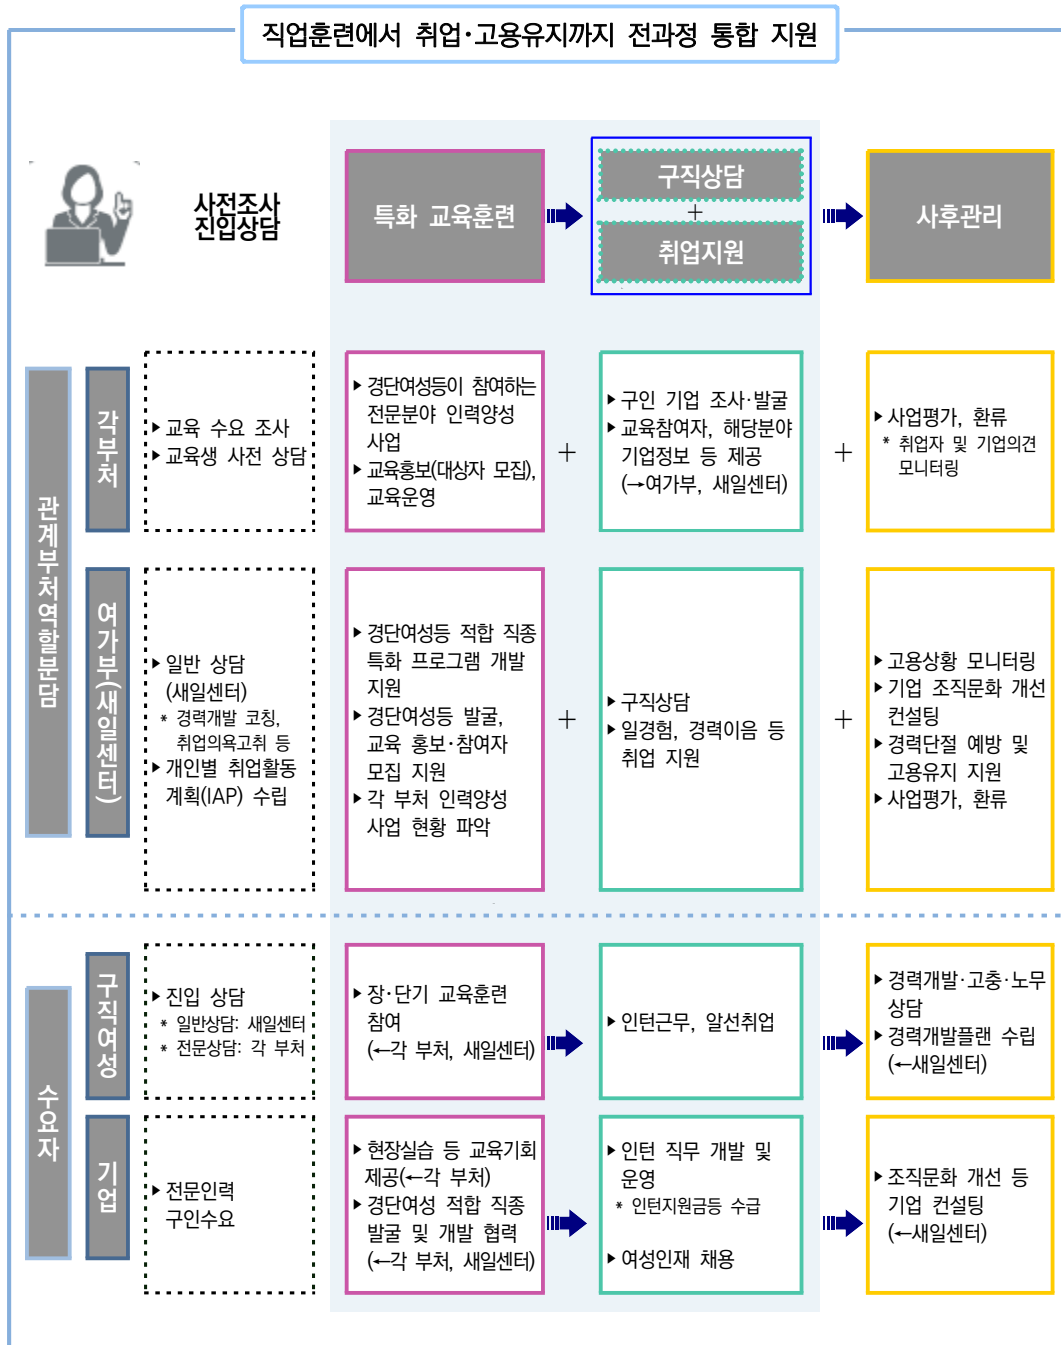 직업훈련에서 취업·고용유지까지 전과정 통합 지원
사전조사
진입상담
특화 교육훈련
구직상담
+
취업지원
사후관리
관계부처역할분담
각부처
▶ 교육 수요 조사
▶ 교육생 사전 상담
▶ 경단여성등이 참여하는
전문분야 인력양성
사업
▶ 교육홍보(대상자 모집),
교육운영
+
▶ 구인 기업 조사·발굴
▶ 교육참여자, 해당분야
기업정보 등 제공
(→여가부, 새일센터)
+
▶ 사업평가, 환류
* 취업자 및 기업의견
모니터링
여가부(새일센터)
▶ 일반 상담
(새일센터)
* 경력개발 코칭,
취업의욕고취 등
▶ 개인별 취업활동
계획(IAP) 수립
▶ 경단여성등 적합 직종
특화 프로그램 개발
지원
▶ 경단여성등 발굴,
교육 홍보·참여자
모집 지원
▶ 각 부처 인력양성
사업 현황 파악
+
▶ 구직상담
▶ 일경험, 경력이음 등
취업 지원
+
▶ 고용상황 모니터링
▶ 기업 조직문화 개선
컨설팅
▶ 경력단절 예방 및
고용유지 지원
▶ 사업평가, 환류
수요자
구직여성
▶ 진입 상담
* 일반상담: 새일센터
* 전문상담: 각 부처
▶ 장·단기 교육훈련
참여
(←각 부처, 새일센터)
▶ 인턴근무, 알선취업
▶ 경력개발·고충·노무
상담
▶ 경력개발플랜 수립
(←새일센터)
기업
▶ 전문인력
구인수요
▶ 현장실습 등 교육기회
제공(←각 부처)
▶ 경단여성 적합 직종
발굴 및 개발 협력
(←각 부처, 새일센터)
▶ 인턴 직무 개발 및
운영
* 인턴지원금등 수급
▶ 여성인재 채용
▶ 조직문화 개선 등
기업 컨설팅
(←새일센터)